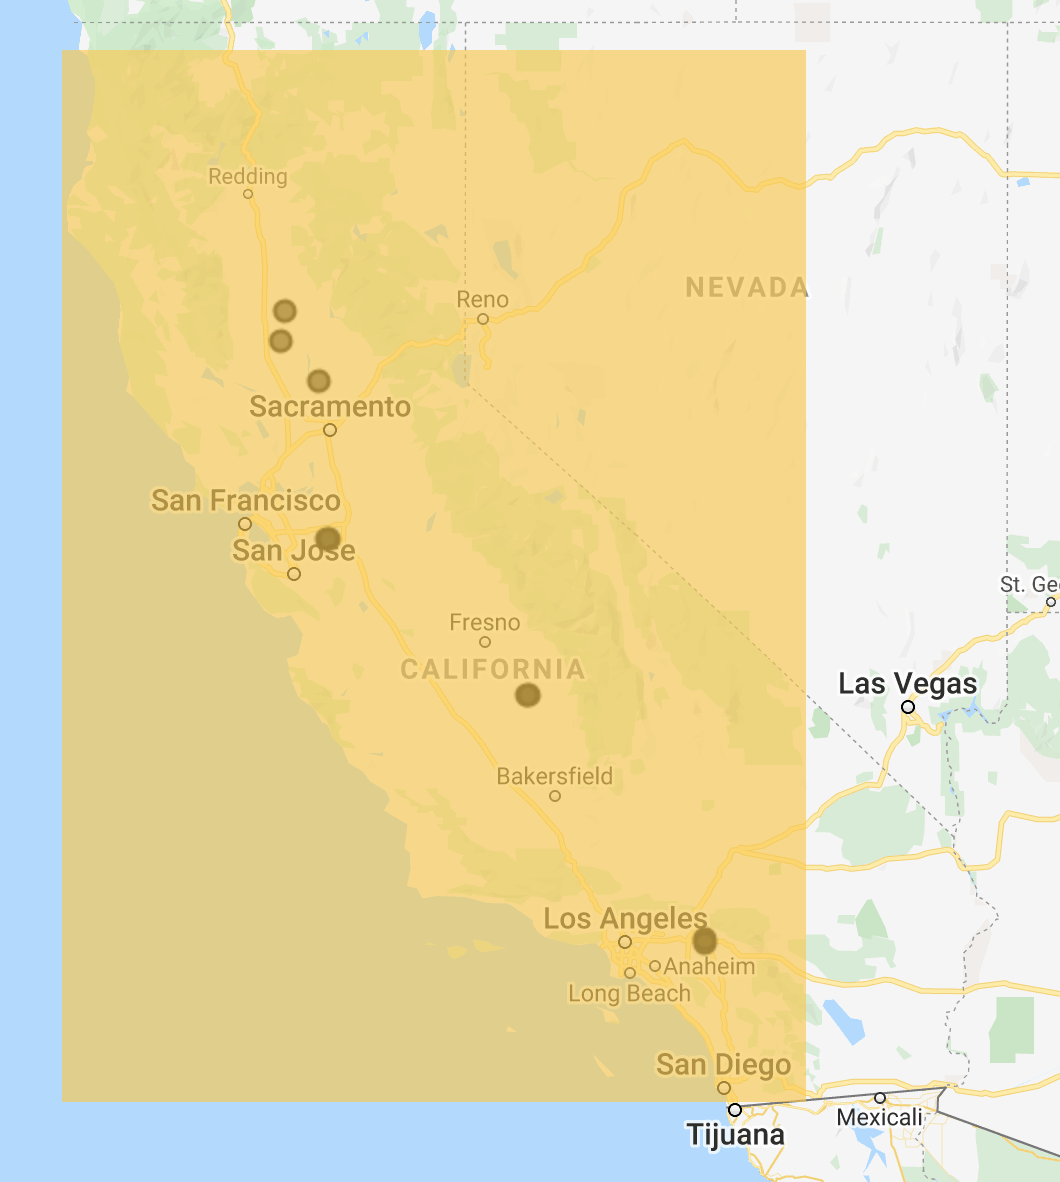 Redding
NEVADA
Reno
Sacramento
San Francisco
San Jose
St. Ge
Fresno
CALIFORNIA
Las Vegas
Bakersfield
Los Angeles
Anaheim
Long Beach
San Diego
Mexicali
Tijuana